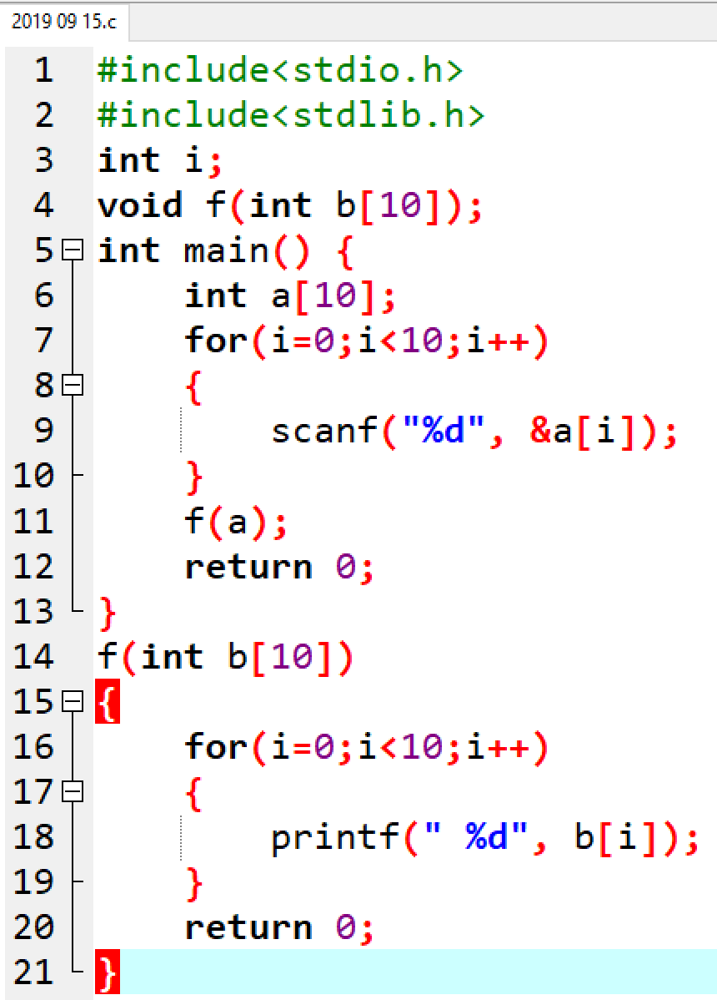 2019 09 15.c
1 #include<stdio.h>
2 #include<stdlib.h>
3 int i;
4 void f(int b[10]);
5 int main() {
6 int a[10];
7 for(i=0;i<10;i++)
8 {
9 scanf("%d", &a[i]);
10 }
11 f(a);
12 return 0;
13 }
14 f(int b[10])
15 {
16 for(i=0;i<10;i++)
17 {
18 printf(" %d", b[i]);
19 }
20 return 0;
21 }